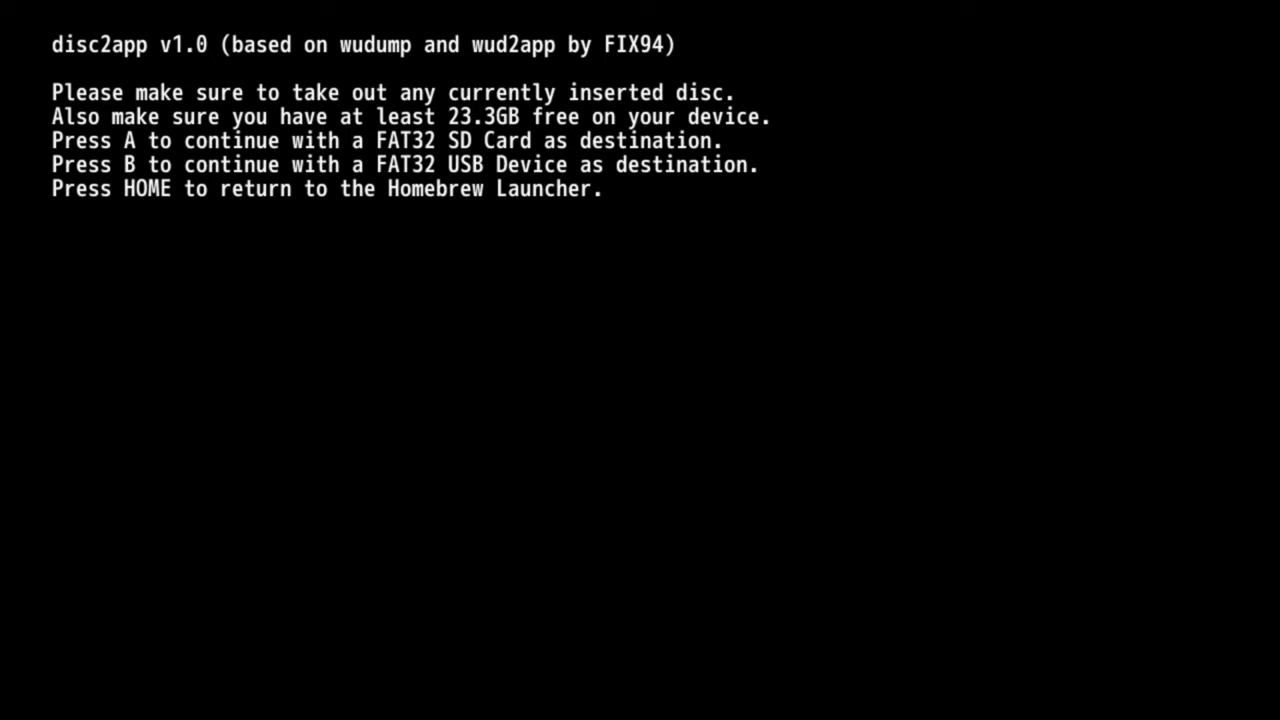 disc2app v1.0 (based on wudump and wud2app by FIX94)
Please make sure to take out any currently inserted disc.
Also make sure you have at least 23.3GB free on your device.
Press A to continue with a FAT32 SD Card as destination.
Press B to continue with a FAT32 USB Device as destination.
Press HOME to return to the Homebrew Launcher.